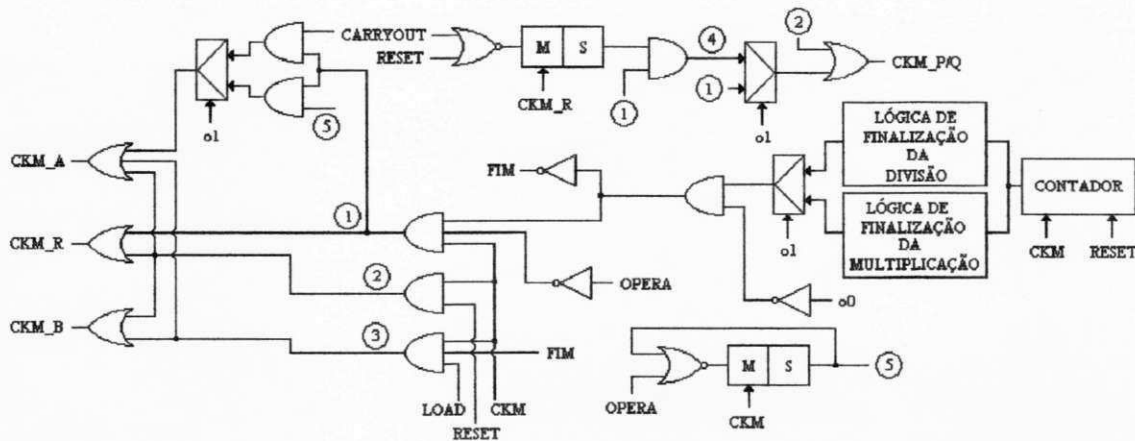 CARRYOUT
RESET
M S
CKM_R
1
4
1
2
CKM_P/Q
o1
5
o1
CKM_A
CKM_R
CKM_B
1
2
3
FIM
OPERA
FIM
LOAD
CKM
RESET
LÓGICA DE
FINALIZAÇÃO
DA
DIVISÃO
LÓGICA DE
FINALIZAÇÃO
DA
MULTIPLICAÇÃO
CONTADOR
CKM
RESET
o1
o0
OPERA
M S
CKM
5